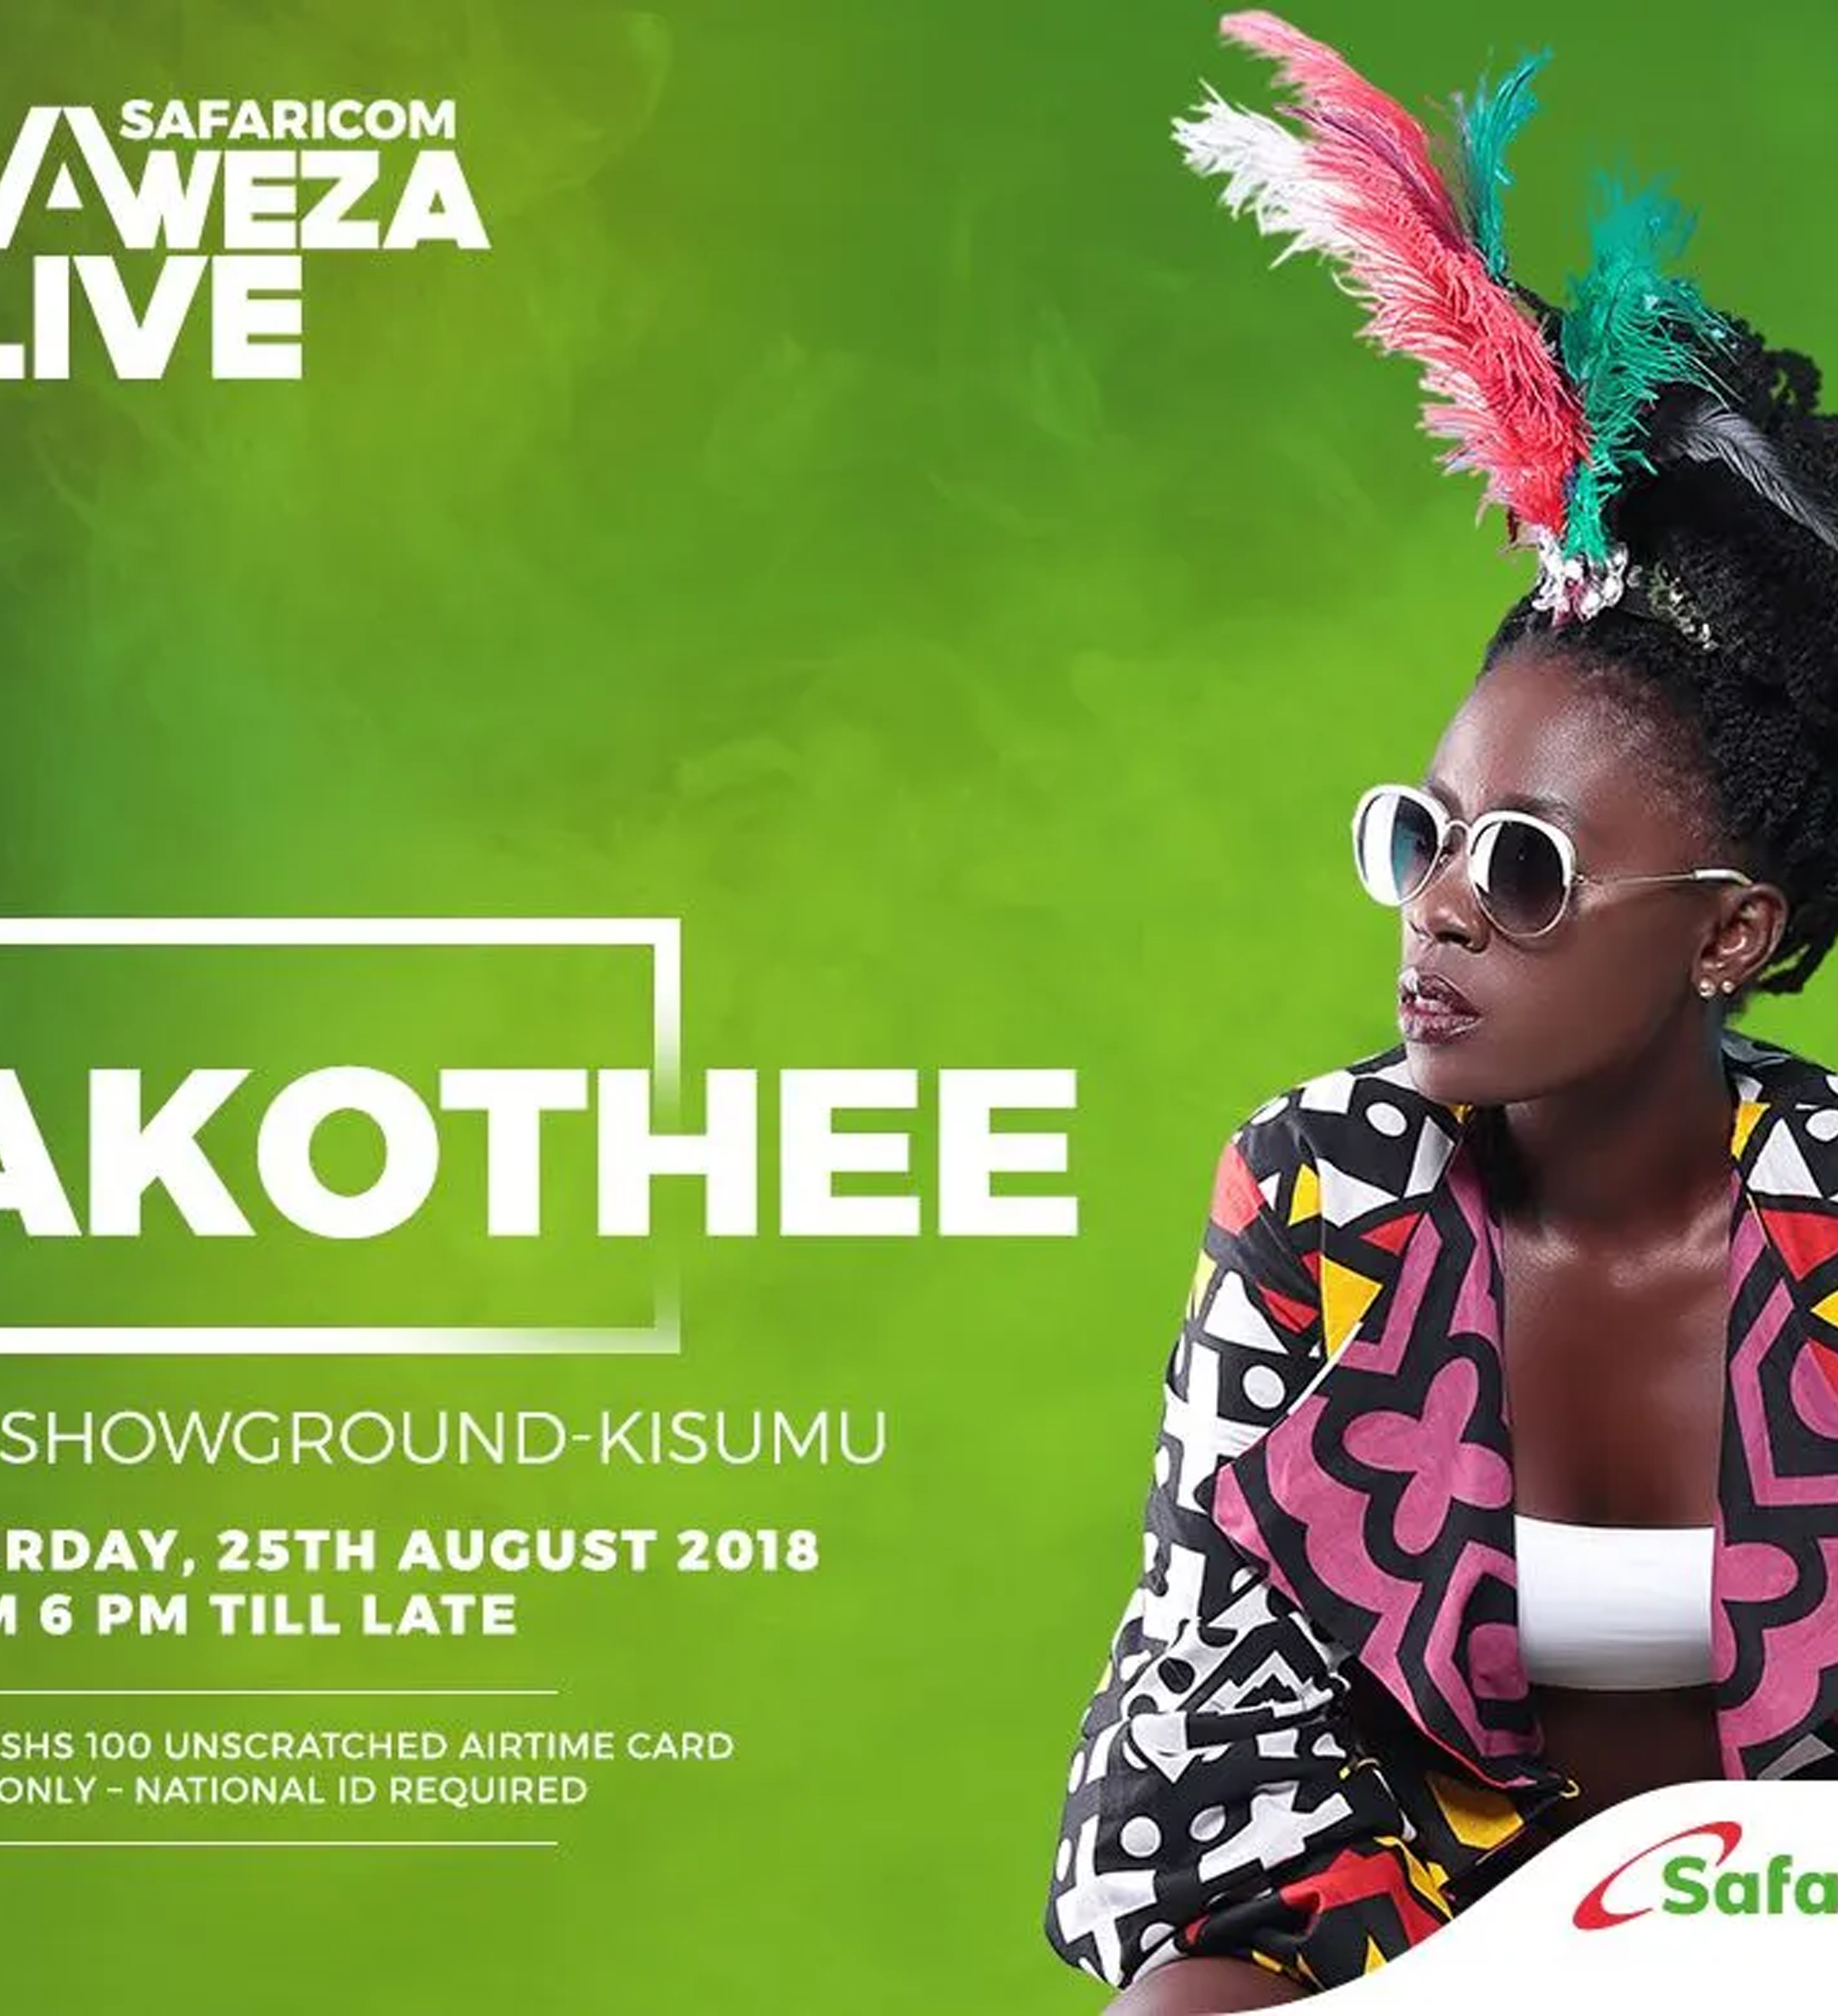 SAFARICOM
WEZA
LIVE
AKOTHEE
SHOWGROUND-KISUMU
RDAY, 25TH AUGUST 2018
M 6 PM TILL LATE
SHS 100 UNSCRATCHED AIRTIME CARD
ONLY – NATIONAL ID REQUIRED
Safa